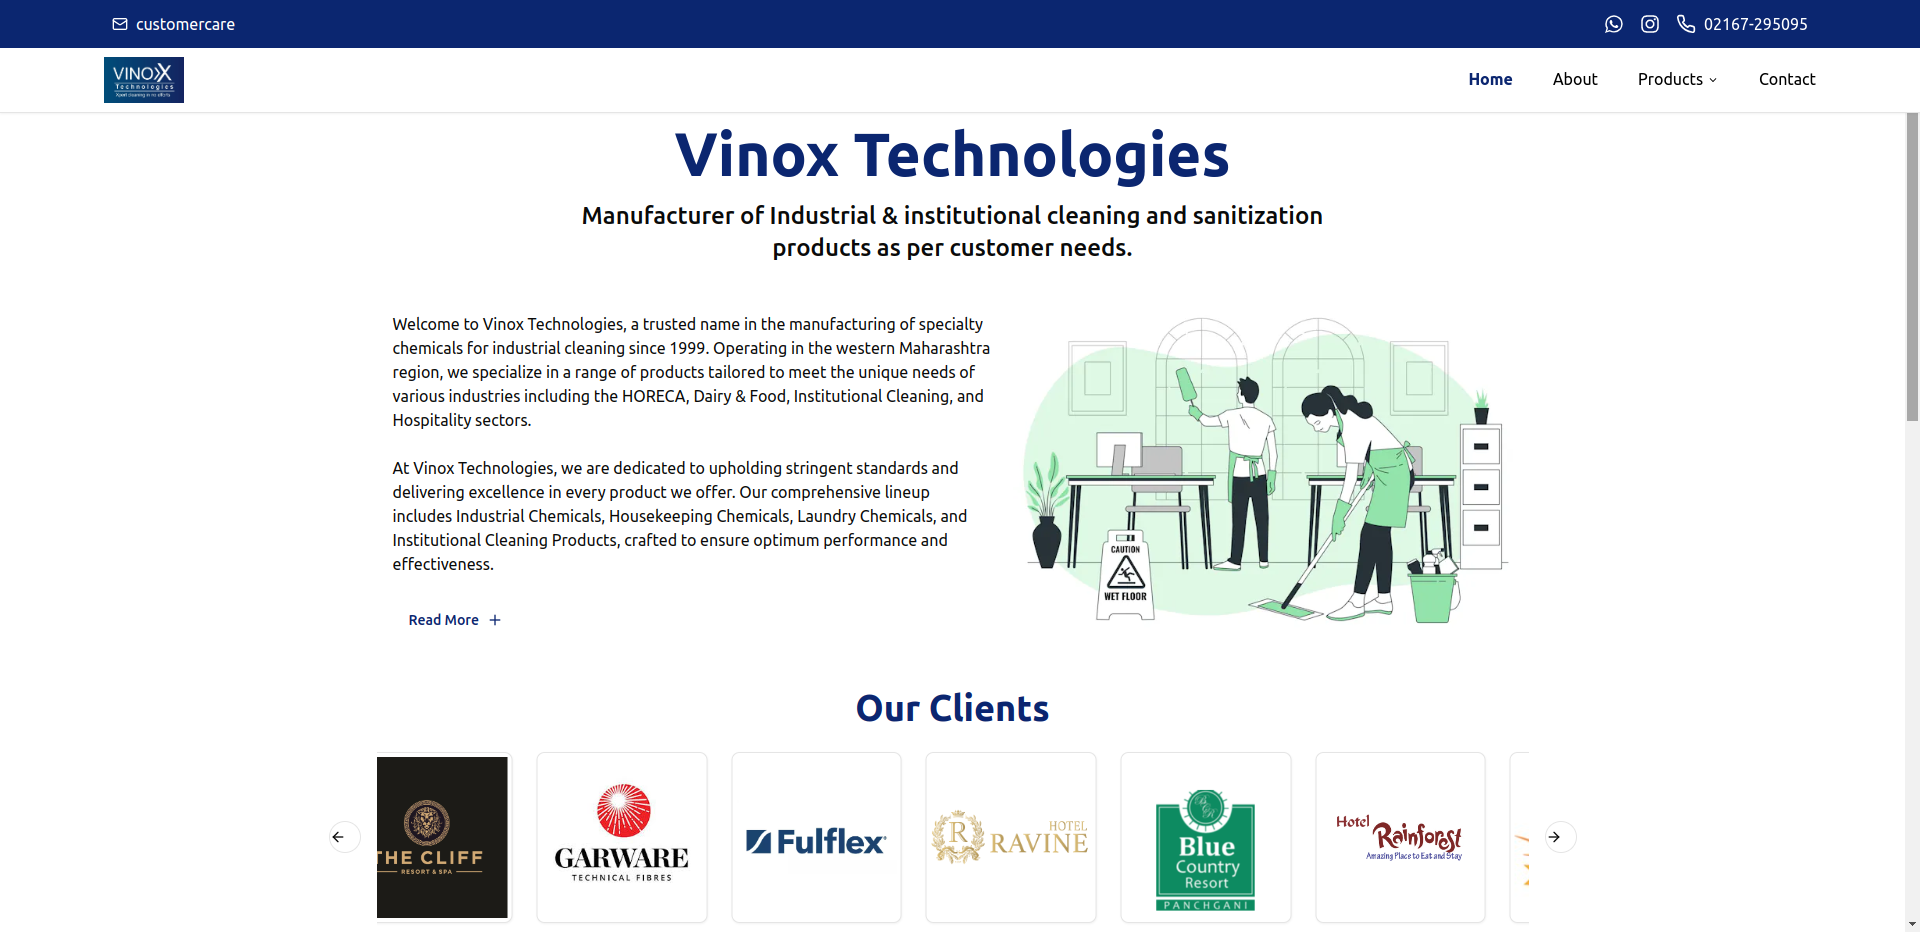 customercare
02167-295095
VINOX
Technologies
Xpert cleaning in no efforts
Home
About
Products
Contact
Vinox Technologies
Manufacturer of Industrial & institutional cleaning and sanitization
products as per customer needs.
Welcome to Vinox Technologies, a trusted name in the manufacturing of specialty
chemicals for industrial cleaning since 1999. Operating in the western Maharashtra
region, we specialize in a range of products tailored to meet the unique needs of
various industries including the HORECA, Dairy & Food, Institutional Cleaning, and
Hospitality sectors.
At Vinox Technologies, we are dedicated to upholding stringent standards and
delivering excellence in every product we offer. Our comprehensive lineup
includes Industrial Chemicals, Housekeeping Chemicals, Laundry Chemicals, and
Institutional Cleaning Products, crafted to ensure optimum performance and
effectiveness.
Read More
CAUTION
WET FLOOR
Our Clients
THE CLIFF
RESORT & SPA
GARWARE
TECHNICAL FIBRES
Fulflex
R
HOTEL
RAVINE
Blue
Country
Resort
PANCHGANI
Hotel
Rainforest
Amazing Place to Eat and Stay